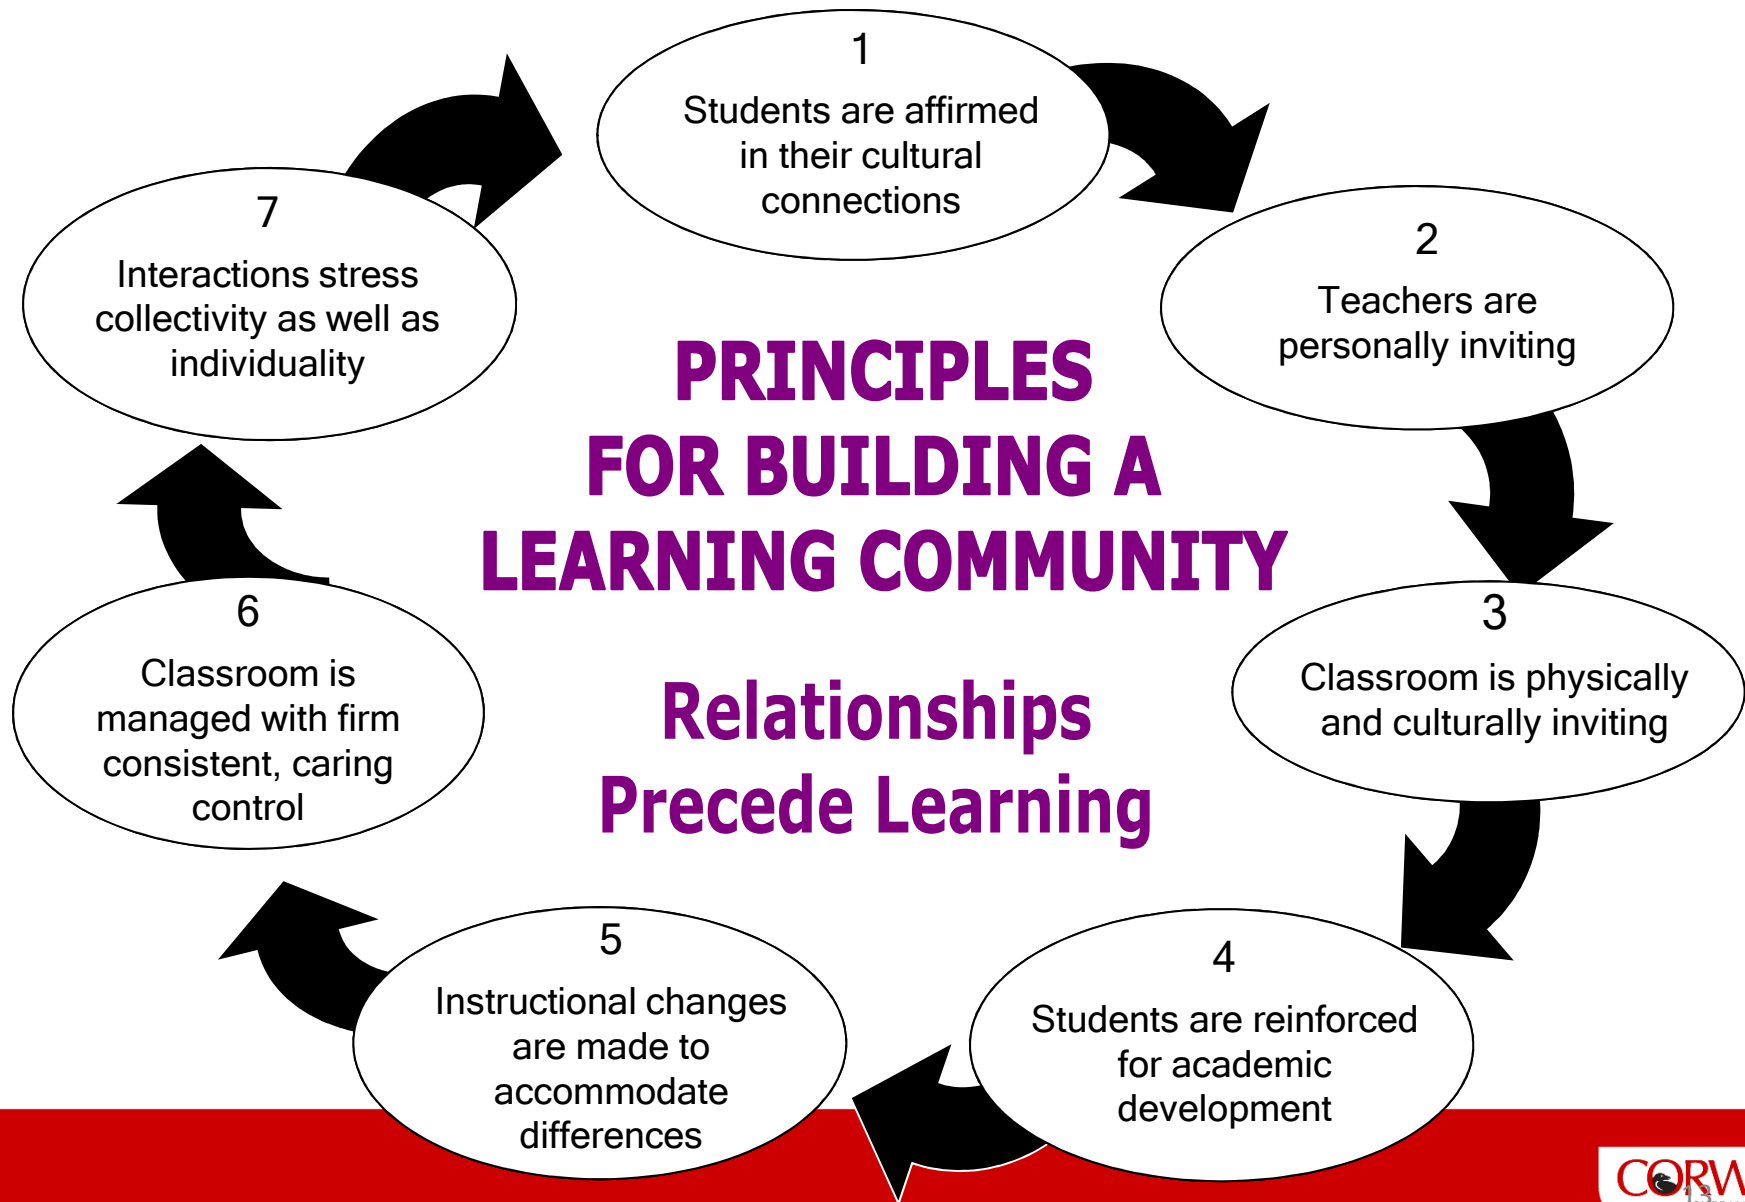 1
Students are affirmed
in their cultural
connections
2
Teachers are
personally inviting
3
Classroom is physically
and culturally inviting
4
Students are reinforced
for academic
development
5
Instructional changes
are made to
accommodate
differences
6
Classroom is
managed with firm
consistent, caring
control
7
Interactions stress
collectivity as well as
individuality
PRINCIPLES
FOR BUILDING A
LEARNING COMMUNITY
Relationships
Precede Learning
13